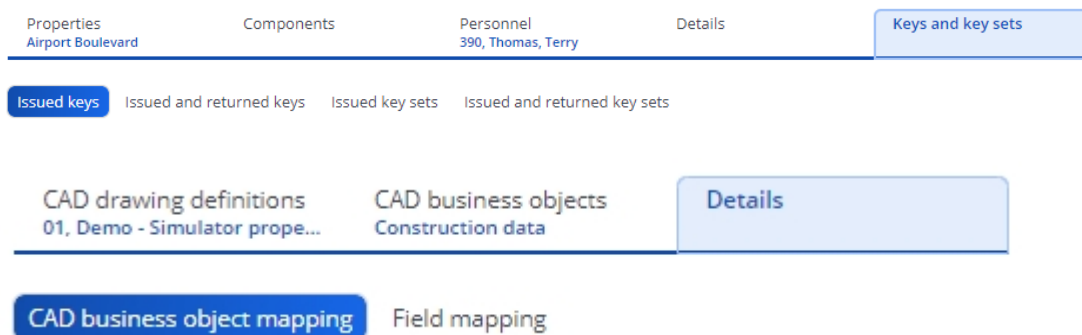 Properties Components Personnel Details Keys and key sets
Airport Boulevard 390, Thomas, Terry
Issued keys Issued and returned keys Issued key sets Issued and returned key sets
CAD drawing definitions CAD business objects Details
01, Demo - Simulator prope... Construction data
CAD business object mapping Field mapping